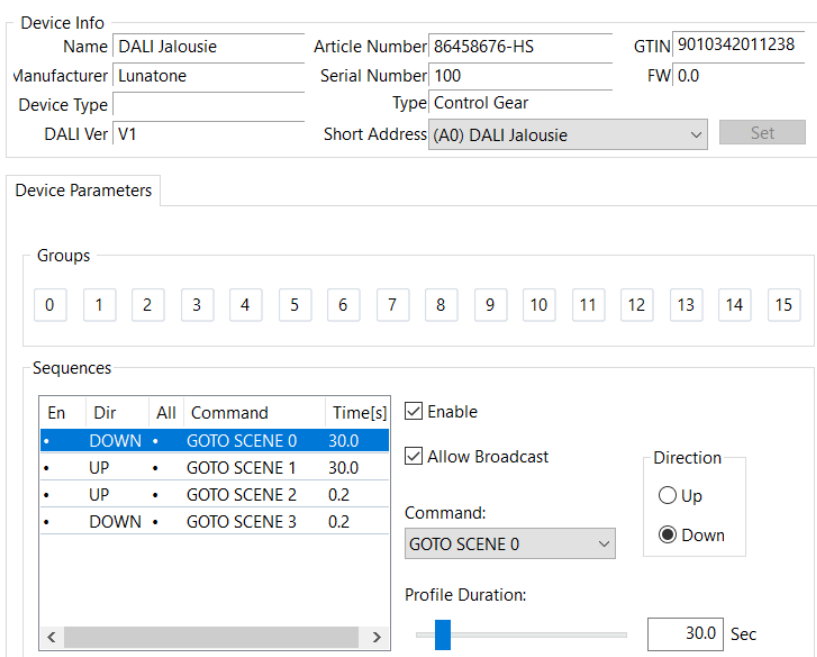 Device Info
Name DALI Jalousie Article Number 86458676-HS GTIN 9010342011238
Manufacturer Lunatone Serial Number 100 FW 0.0
Device Type Type Control Gear
DALI Ver V1 Short Address (A0) DALI Jalousie Set
Device Parameters
Groups
0 1 2 3 4 5 6 7 8 9 10 11 12 13 14 15
Sequences
En Dir All Command Time[s]
• DOWN • GOTO SCENE 0 30.0
• UP • GOTO SCENE 1 30.0
• UP • GOTO SCENE 2 0.2
• DOWN • GOTO SCENE 3 0.2
Enable
Allow Broadcast
Direction
Up
Down
Command:
GOTO SCENE 0
Profile Duration:
30.0 Sec